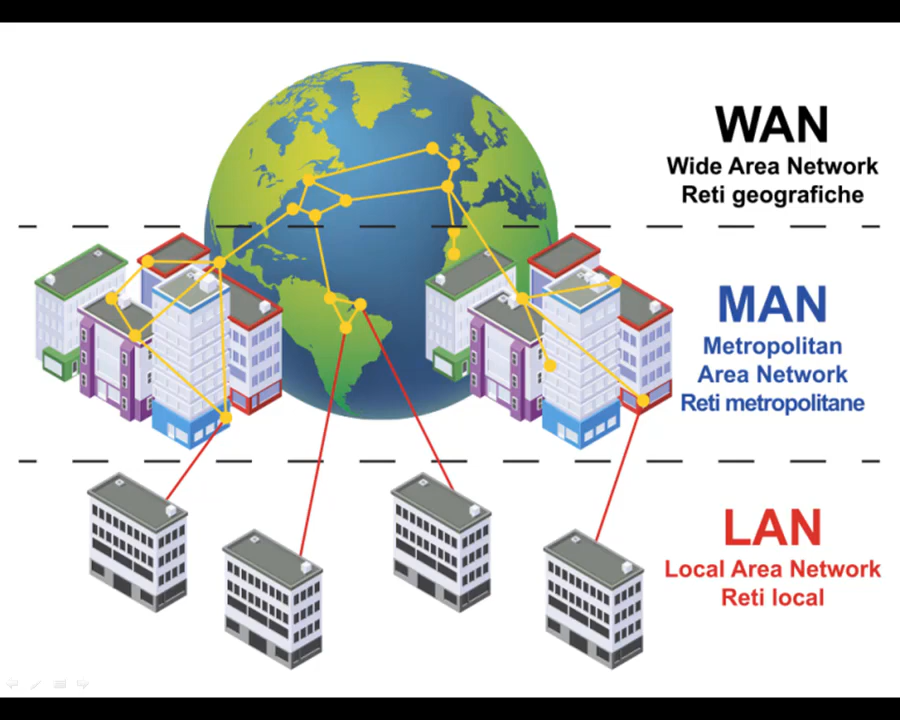 WAN
Wide Area Network
Reti geografiche
MAN
Metropolitan
Area Network
Reti metropolitane
LAN
Local Area Network
Reti local